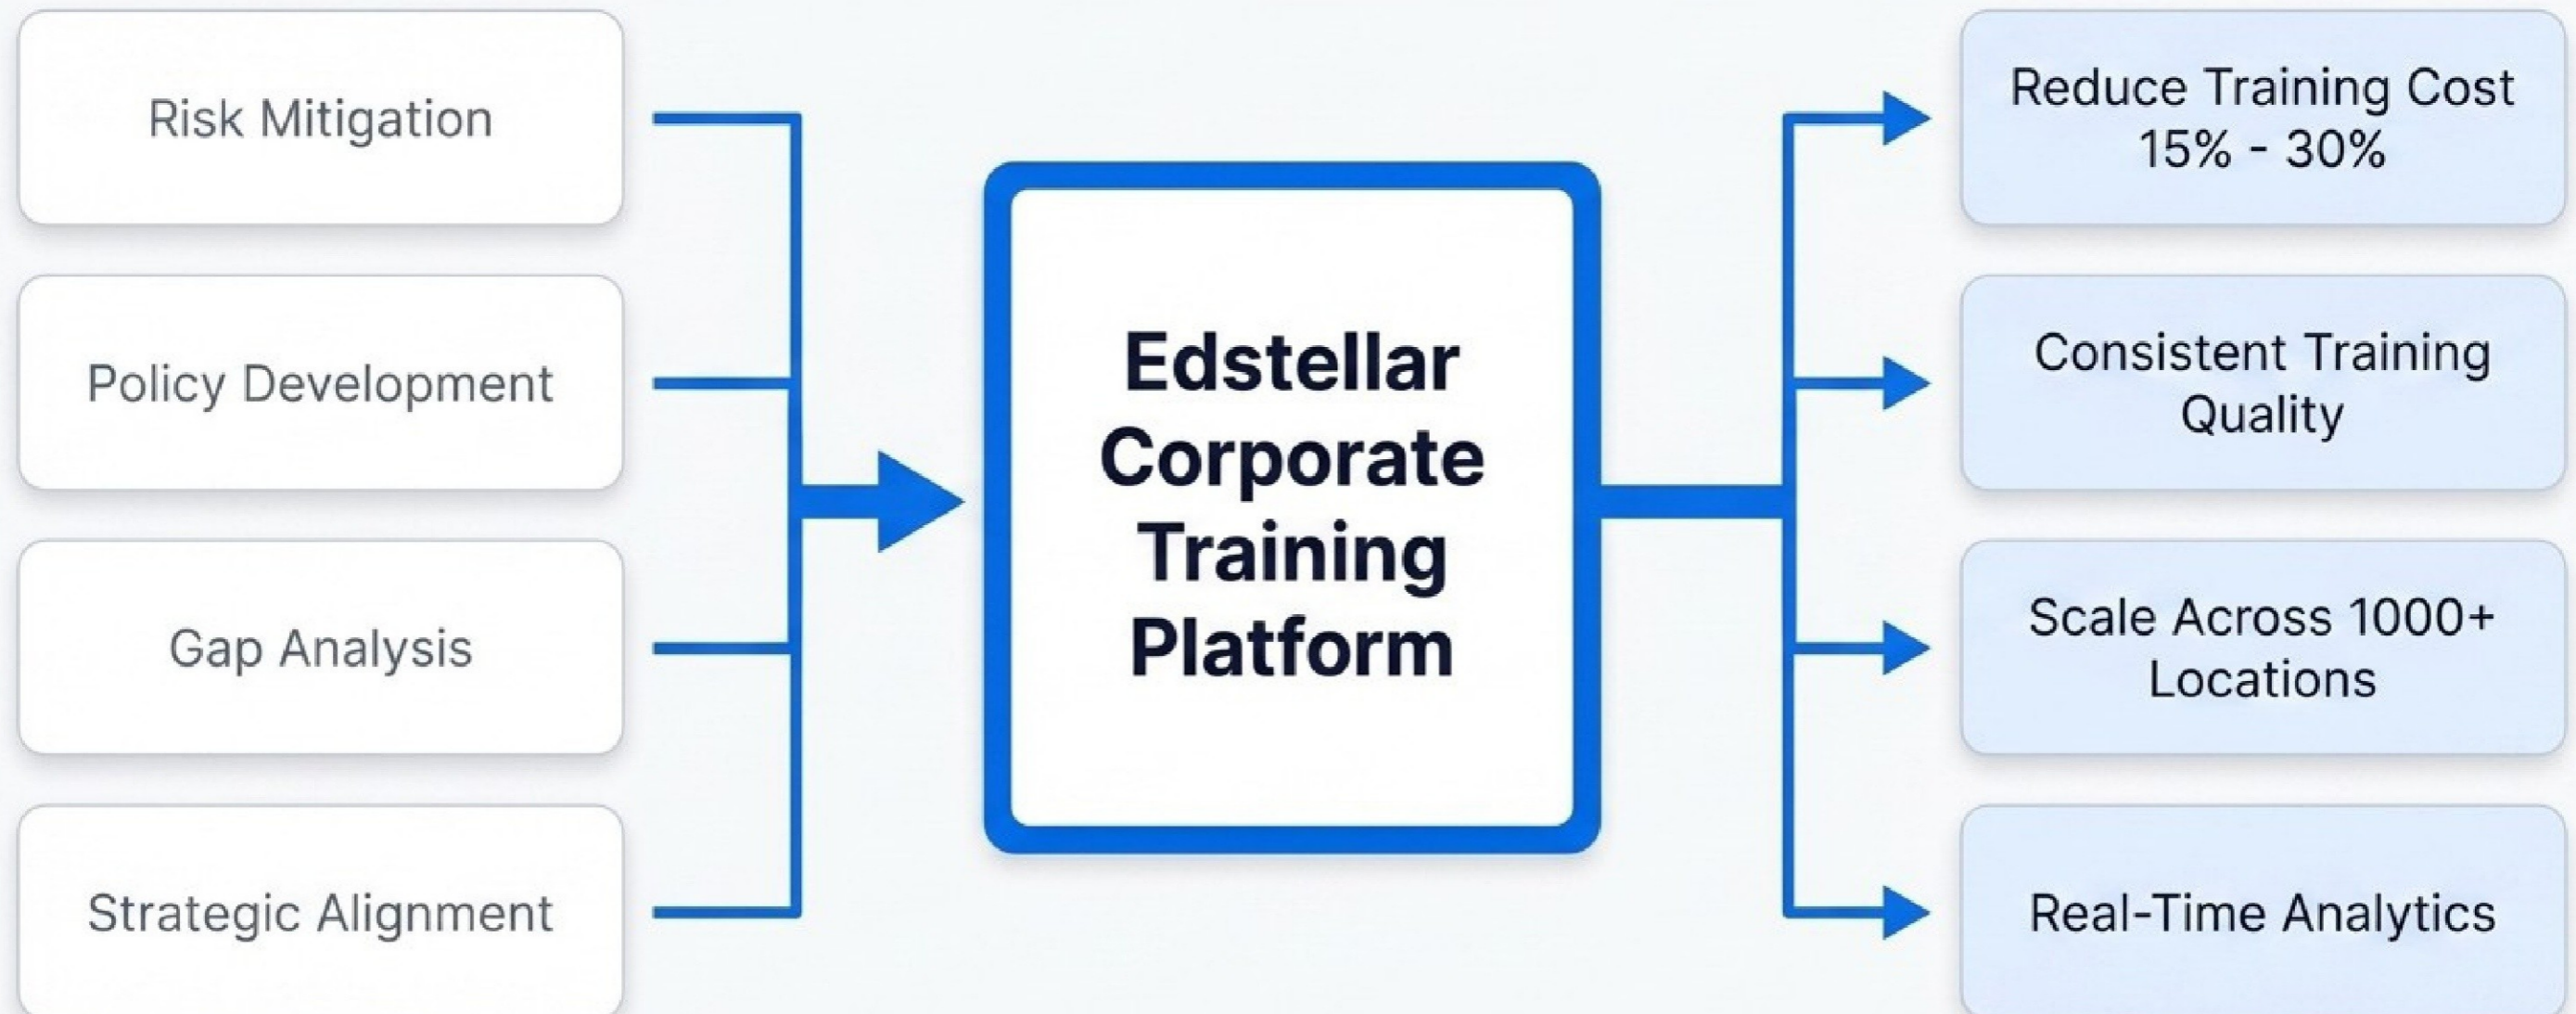 Risk Mitigation
Policy Development
Gap Analysis
Strategic Alignment
Edstellar
Corporate
Training
Platform
Reduce Training Cost
15% - 30%
Consistent Training
Quality
Scale Across 1000+
Locations
Real-Time Analytics